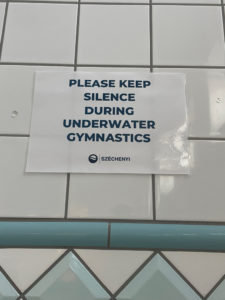 PLEASE KEEP
SILENCE
DURING
UNDERWATER
GYMNASTICS
SZÉCHENYI